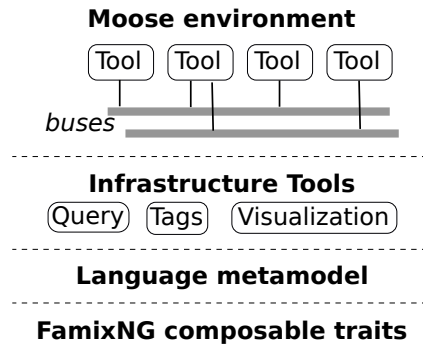 Moose environment
Tool Tool Tool Tool
buses
Infrastructure Tools
Query Tags Visualization
Language metamodel
FamixNG composable traits